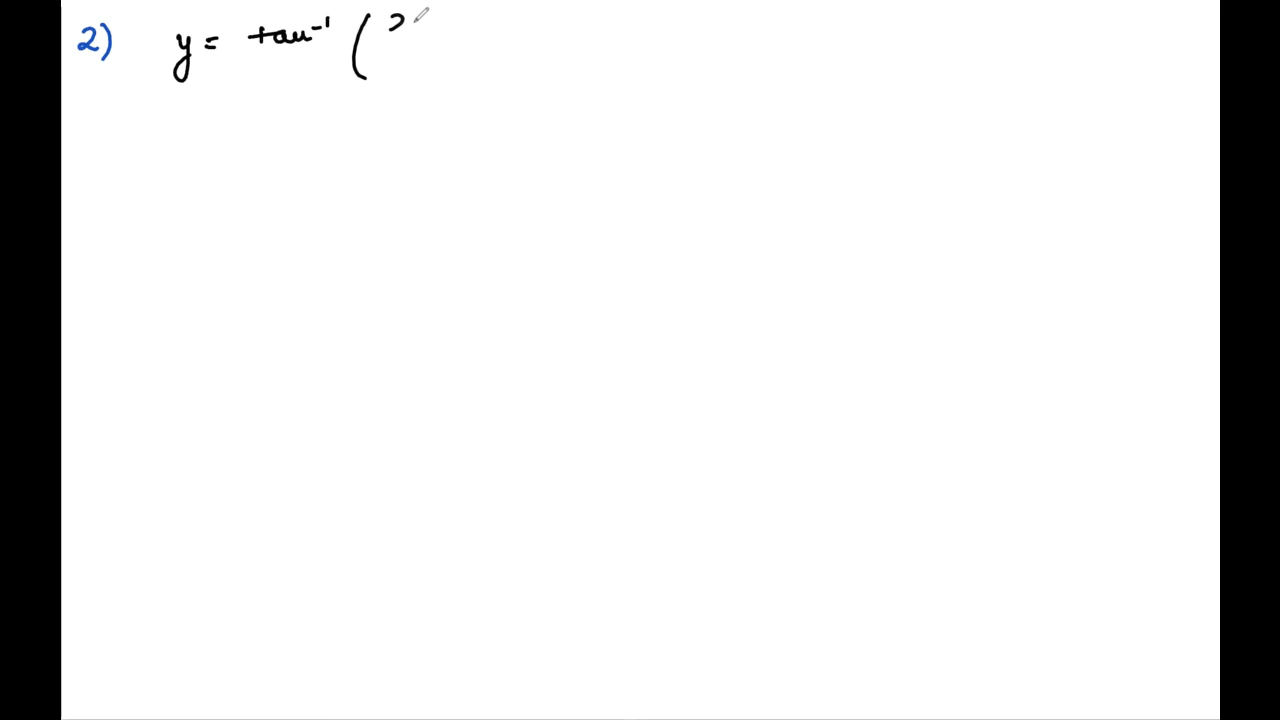 2) y = tan⁻¹ (